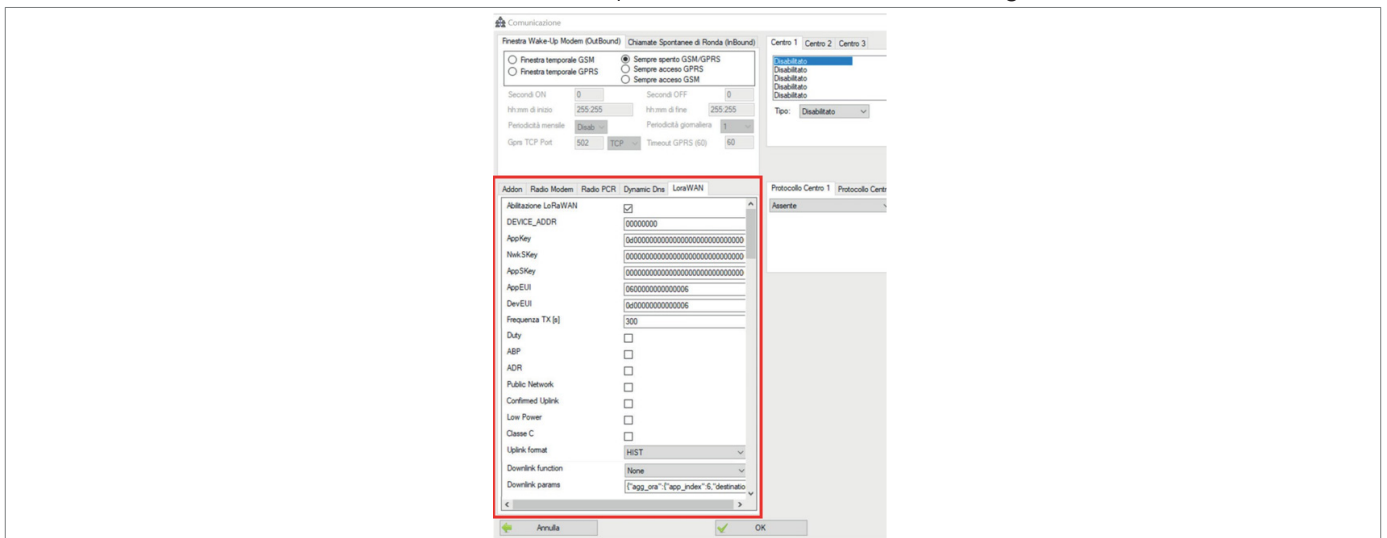 Comunicazione
Finestra Wake-Up Modem (OutBound) Chiamate Spontanee di Ronda (InBound)
Finestra temporale GSM Sempre spento GSM/GPRS
Finestra temporale GPRS Sempre acceso GPRS
Sempre acceso GSM
Secondi ON 0 Secondi OFF 0
hh:mm di inizio 255:255 hh:mm di fine 255:255
Periodicità mensile Disab Periodicità giornaliera 1
Gprs TCP Port 502 TCP Timeout GPRS (60) 60
Centro 1 Centro 2 Centro 3
Disabilitato
Disabilitato
Disabilitato
Disabilitato
Disabilitato
Tipo: Disabilitato
Addon Radio Modem Radio PCR Dynamic Dns LoraWAN
Abilitazione LoRaWAN
DEVICE_ADDR 00000000
AppKey
NwkSKey
AppSKey
AppEUI 0600000000000006
DevEUI 0d00000000000006
Frequenza TX [s] 300
Duty
ABP
ADR
Public Network
Confirmed Uplink
Low Power
Classe C
Uplink format HIST
Downlink function None
Downlink params {"agg_ora":{"app_index":6,"destinatio
Protocollo Centro 1 Protocollo Centr
Assente
Annulla OK